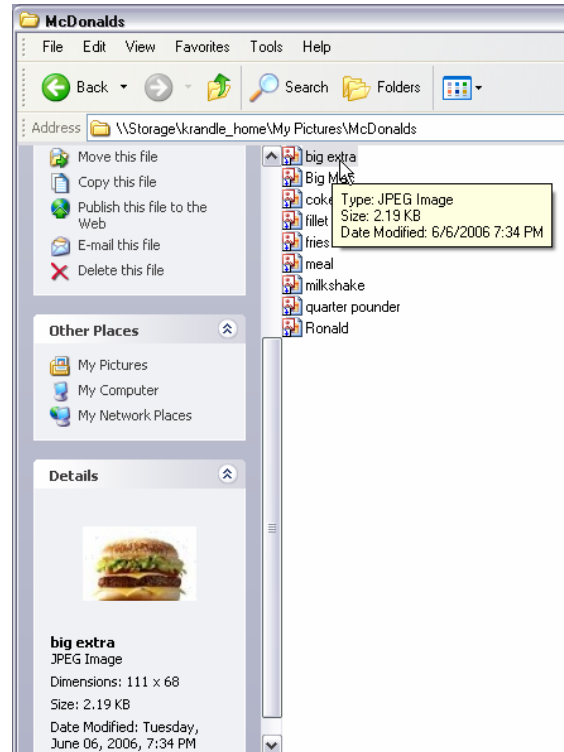 McDonalds
File Edit View Favorites Tools Help
Back Search Folders
Address \\Storage\krandle_home\My Pictures\McDonalds
Move this file
Copy this file
Publish this file to the
Web
E-mail this file
Delete this file
Other Places
My Pictures
My Computer
My Network Places
Details
big extra
JPEG Image
Dimensions: 111 x 68
Size: 2.19 KB
Date Modified: Tuesday,
June 06, 2006, 7:34 PM
big extra
Big Mac
coke
fillet
fries
meal
milkshake
quarter pounder
Ronald
Type: JPEG Image
Size: 2.19 KB
Date Modified: 6/6/2006 7:34 PM